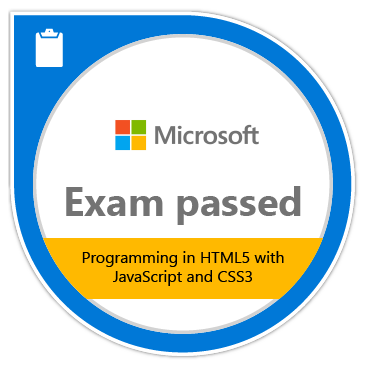 Microsoft
Exam passed
Programming in HTML5 with
JavaScript and CSS3